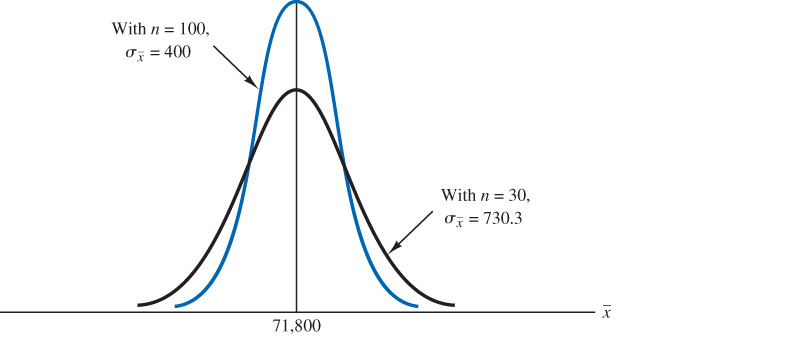 With n = 100,
σx̄ = 400
With n = 30,
σx̄ = 730.3
x̄
71,800